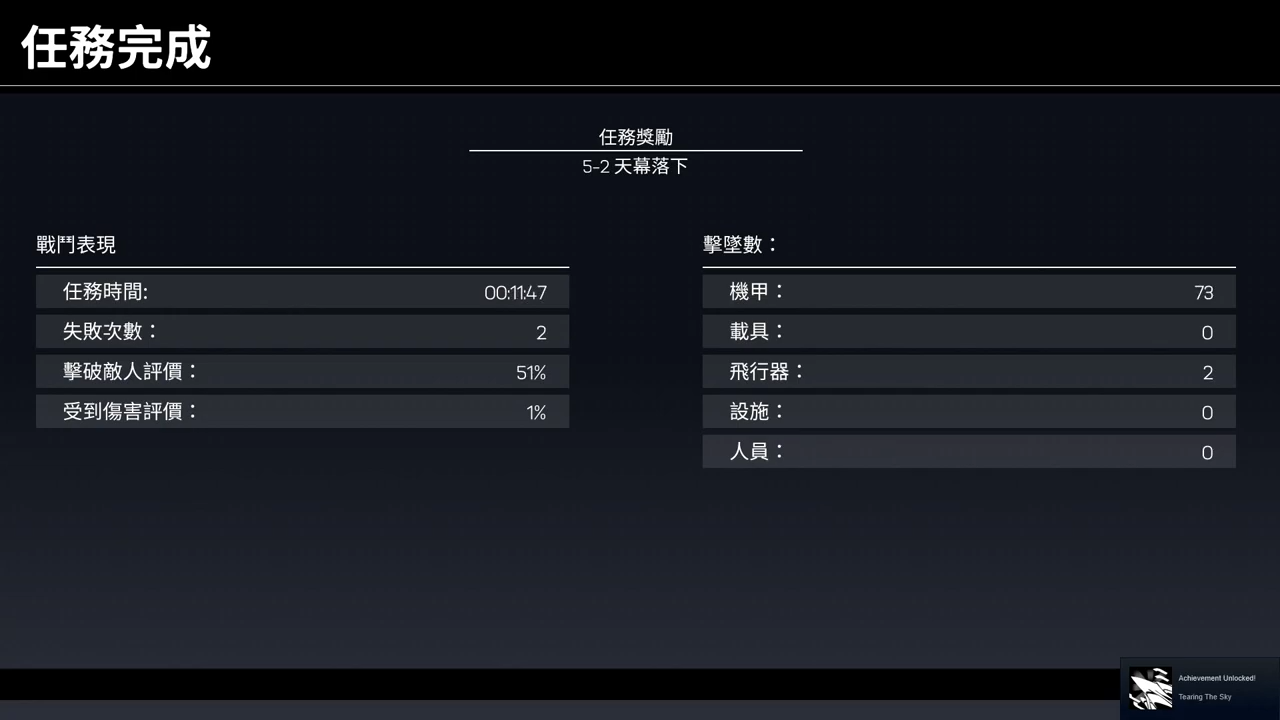 任務完成
任務獎勵
5-2 天幕落下
戰鬥表現
任務時間: 00:11:47
失敗次數： 2
擊破敵人評價： 51%
受到傷害評價： 1%
擊墜數：
機甲： 73
載具： 0
飛行器： 2
設施： 0
人員： 0
Achievement Unlocked!
Tearing The Sky